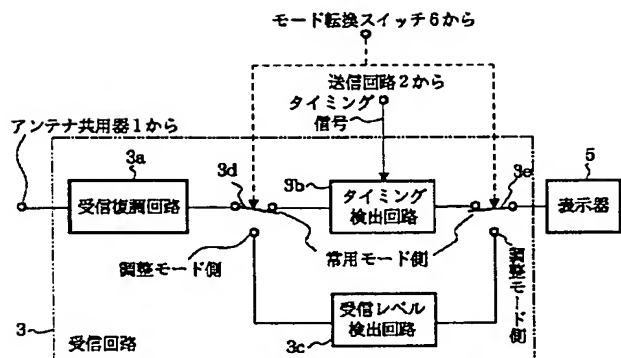 モード転換スイッチ6から
送信回路2から
タイミング
信号
アンテナ共用器1から
3a
受信復調回路
3d
3b
タイミング
検出回路
3e
5
表示器
調整モード側
常用モード側
調整モード側
受信レベル
検出回路
3c
3
受信回路